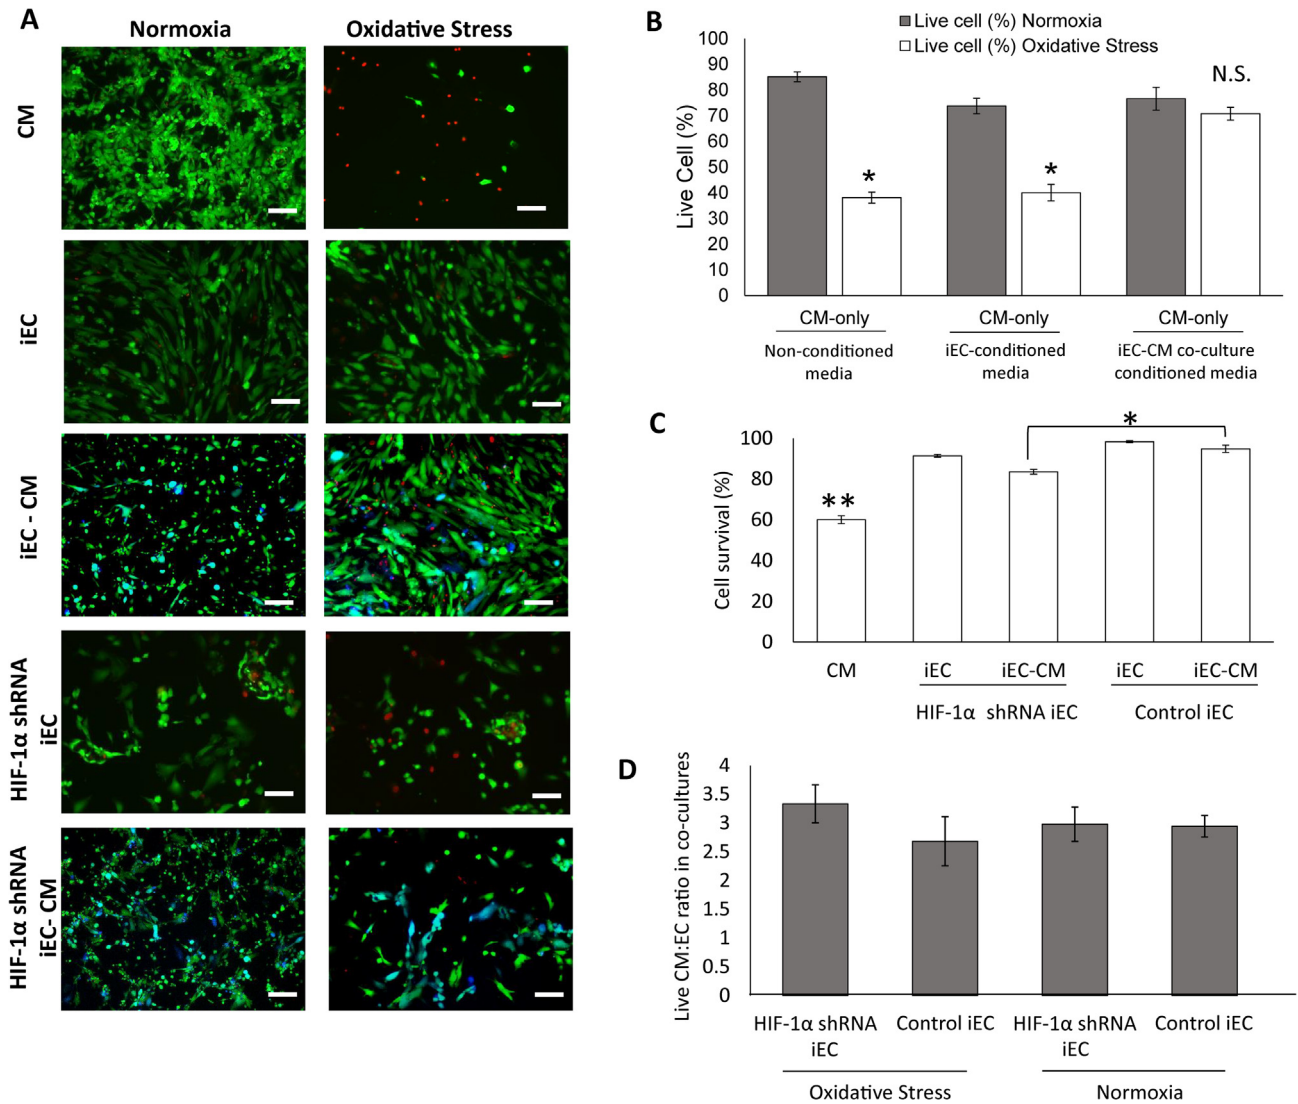 A
Normoxia
Oxidative Stress
CM
iEC
iEC - CM
HIF-1α shRNA
iEC
HIF-1α shRNA
iEC- CM
B
Live cell (%) Normoxia
Live cell (%) Oxidative Stress
Live Cell (%)
100
90
80
70
60
50
40
30
20
10
0
*
*
N.S.
CM-only
CM-only
CM-only
Non-conditioned
media
iEC-conditioned
media
iEC-CM co-culture
conditioned media
C
Cell survival (%)
100
80
60
40
20
0
**
*
CM
iEC
iEC-CM
iEC
iEC-CM
HIF-1α shRNA iEC
Control iEC
D
Live CM:EC ratio in co-cultures
4
3.5
3
2.5
2
1.5
1
0.5
0
HIF-1α shRNA
iEC
Control iEC
HIF-1α shRNA
iEC
Control iEC
Oxidative Stress
Normoxia